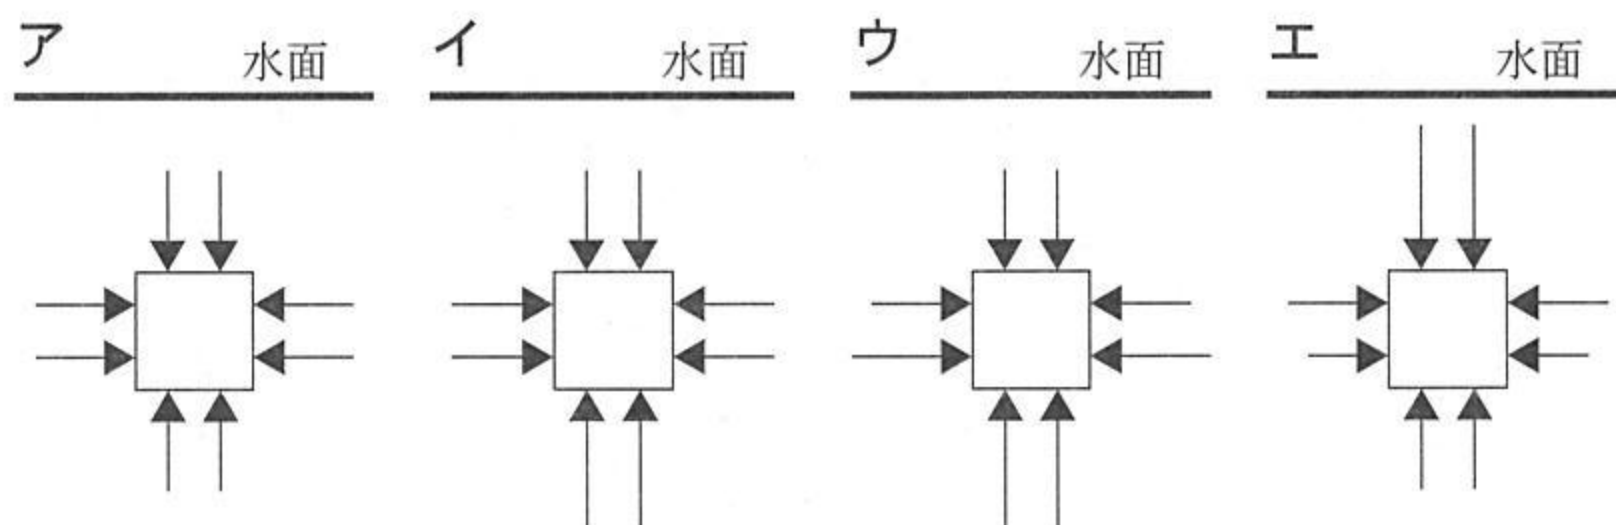 ア 水面
イ 水面
ウ 水面
エ 水面